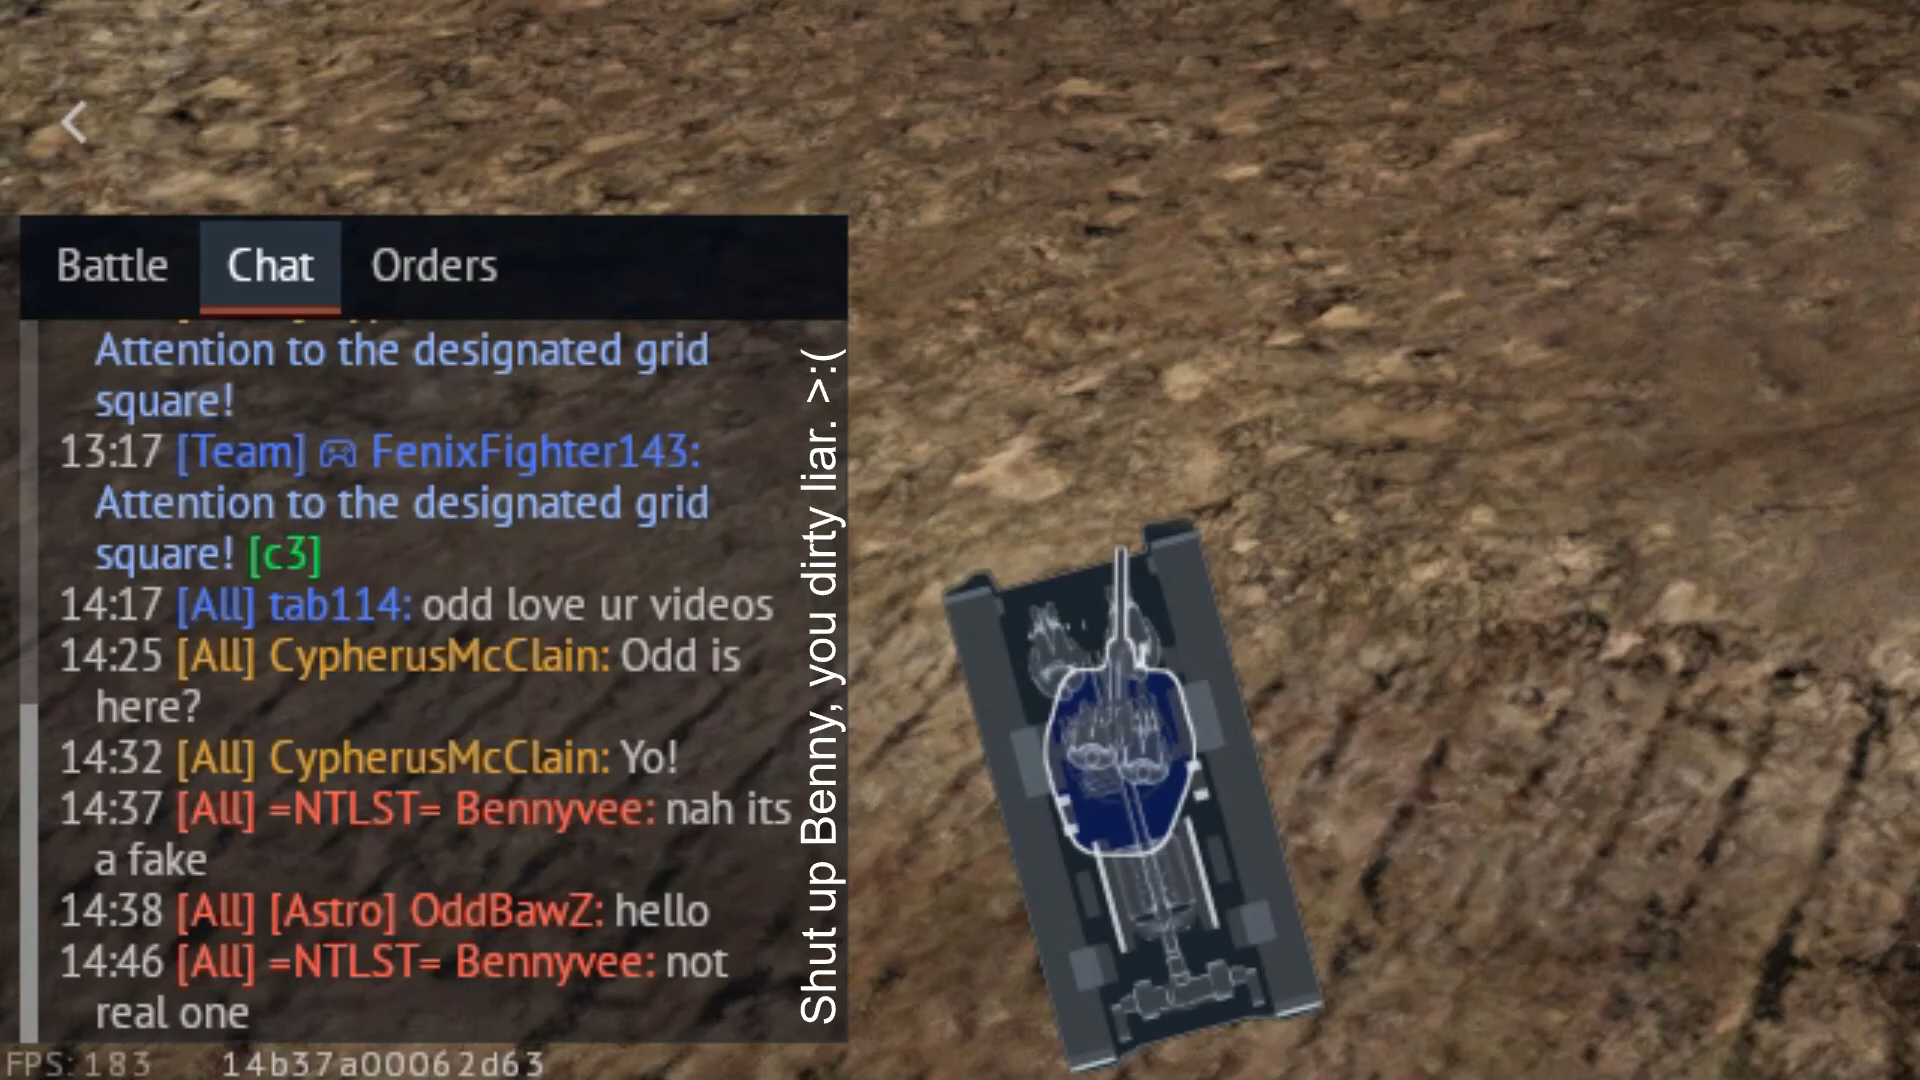 Battle Chat Orders
Attention to the designated grid
square!
13:17 [Team] FenixFighter143:
Attention to the designated grid
square! [c3]
14:17 [All] tab114: odd love ur videos
14:25 [All] CypherusMcClain: Odd is
here?
14:32 [All] CypherusMcClain: Yo!
14:37 [All] =NTLST= Bennyvee: nah its
a fake
14:38 [All] [Astro] OddBawZ: hello
14:46 [All] =NTLST= Bennyvee: not
real one
Shut up Benny, you dirty liar. >:(
FPS: 183 14b37a00062d63